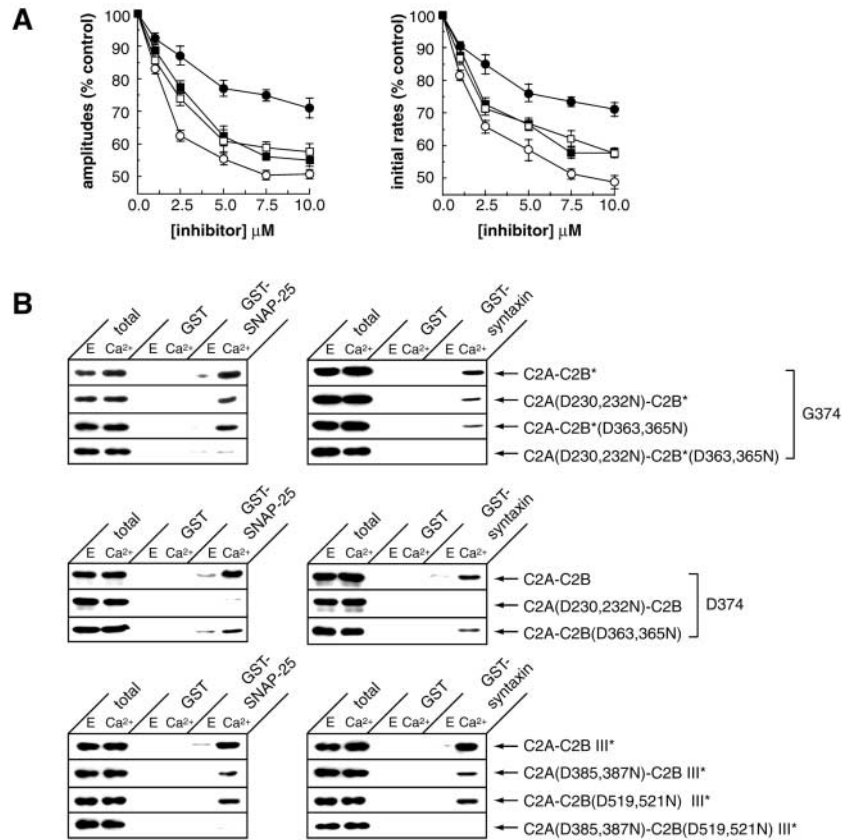 A
amplitudes (% control)
100
90
80
70
60
50
0.0 2.5 5.0 7.5 10.0
[inhibitor] μM
initial rates (% control)
100
90
80
70
60
50
0.0 2.5 5.0 7.5 10.0
[inhibitor] μM
B
total GST GST-SNAP-25
E Ca2+ E Ca2+ E Ca2+
total GST GST-syntaxin
E Ca2+ E Ca2+ E Ca2+
C2A-C2B*
C2A(D230,232N)-C2B*
C2A-C2B*(D363,365N)
C2A(D230,232N)-C2B*(D363,365N)
G374
total GST GST-SNAP-25
E Ca2+ E Ca2+ E Ca2+
total GST GST-syntaxin
E Ca2+ E Ca2+ E Ca2+
C2A-C2B
C2A(D230,232N)-C2B
C2A-C2B(D363,365N)
D374
total GST GST-SNAP-25
E Ca2+ E Ca2+ E Ca2+
total GST GST-syntaxin
E Ca2+ E Ca2+ E Ca2+
C2A-C2B III*
C2A(D385,387N)-C2B III*
C2A-C2B(D519,521N) III*
C2A(D385,387N)-C2B(D519,521N) III*